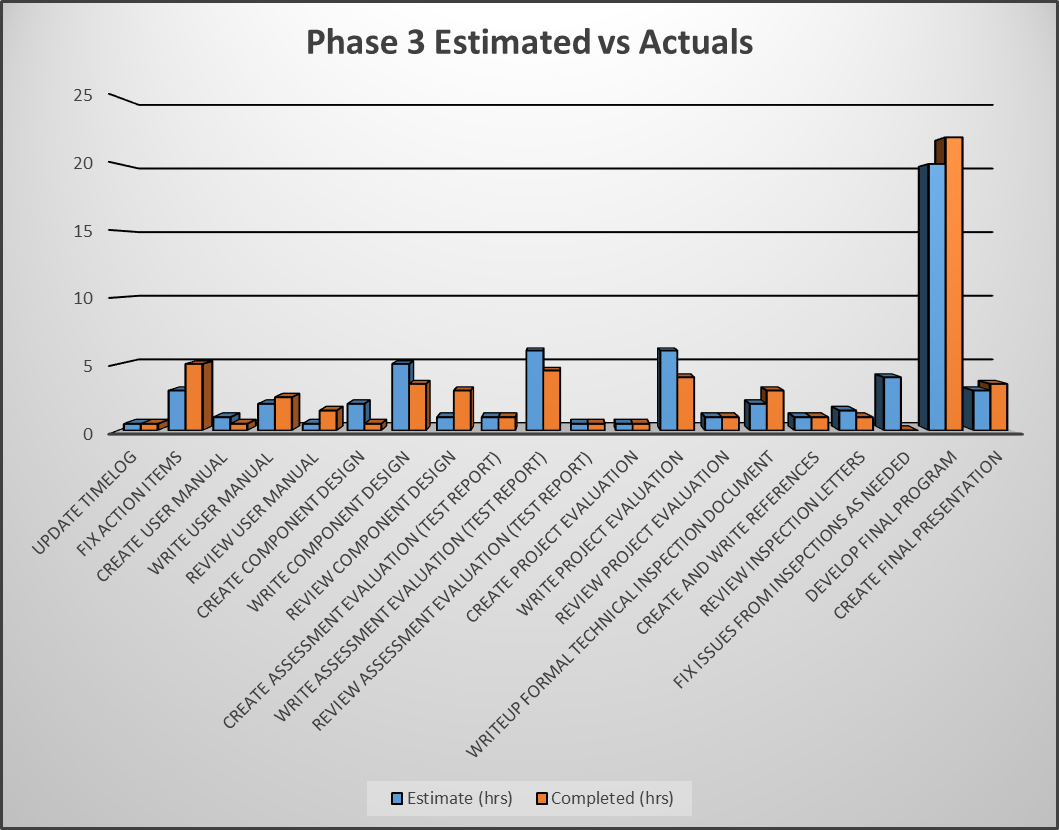 Phase 3 Estimated vs Actuals
25
20
15
10
5
0
UPDATE TIMELOG
FIX ACTION ITEMS
CREATE USER MANUAL
WRITE USER MANUAL
REVIEW USER MANUAL
CREATE COMPONENT DESIGN
WRITE COMPONENT DESIGN
REVIEW COMPONENT DESIGN
CREATE ASSESSMENT EVALUATION (TEST REPORT)
WRITE ASSESSMENT EVALUATION (TEST REPORT)
REVIEW ASSESSMENT EVALUATION (TEST REPORT)
CREATE PROJECT EVALUATION
WRITE PROJECT EVALUATION
REVIEW PROJECT EVALUATION
WRITEUP FORMAL TECHNICAL INSPECTION DOCUMENT
CREATE AND WRITE REFERENCES
REVIEW INSPECTION LETTERS
FIX ISSUES FROM INSEPCTIONS AS NEEDED
DEVELOP FINAL PROGRAM
CREATE FINAL PRESENTATION
Estimate (hrs)
Completed (hrs)